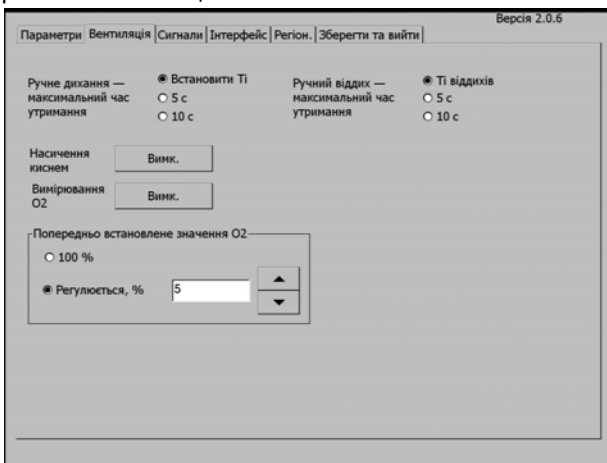 Версія 2.0.6
Параметри Вентиляція Сигнали Інтерфейс Регіон. Зберегти та вийти
Ручне дихання —
максимальний час
утримання
Встановити Ti
5 с
10 с
Ручний віддих —
максимальний час
утримання
Ti віддихів
5 с
10 с
Насичення
киснем
Вимк.
Вимірювання
O2
Вимк.
Попередньо встановлене значення O2
100 %
Регулюється, %
5